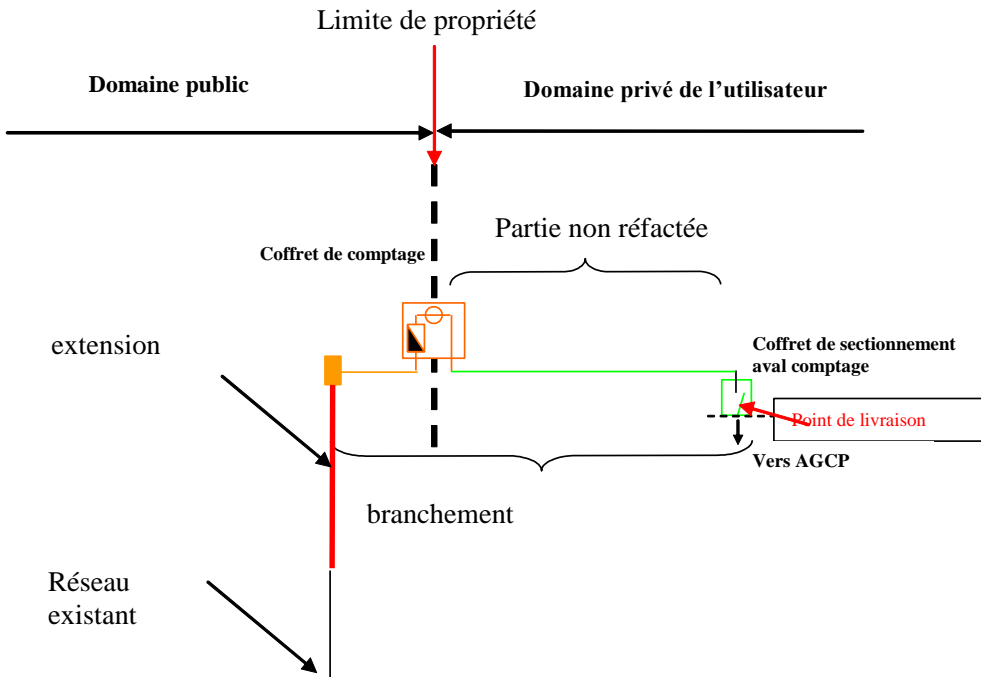 Limite de propriété
Domaine public
Domaine privé de l’utilisateur
Partie non réfactée
Coffret de comptage
extension
Coffret de sectionnement
aval comptage
Point de livraison
Vers AGCP
branchement
Réseau
existant